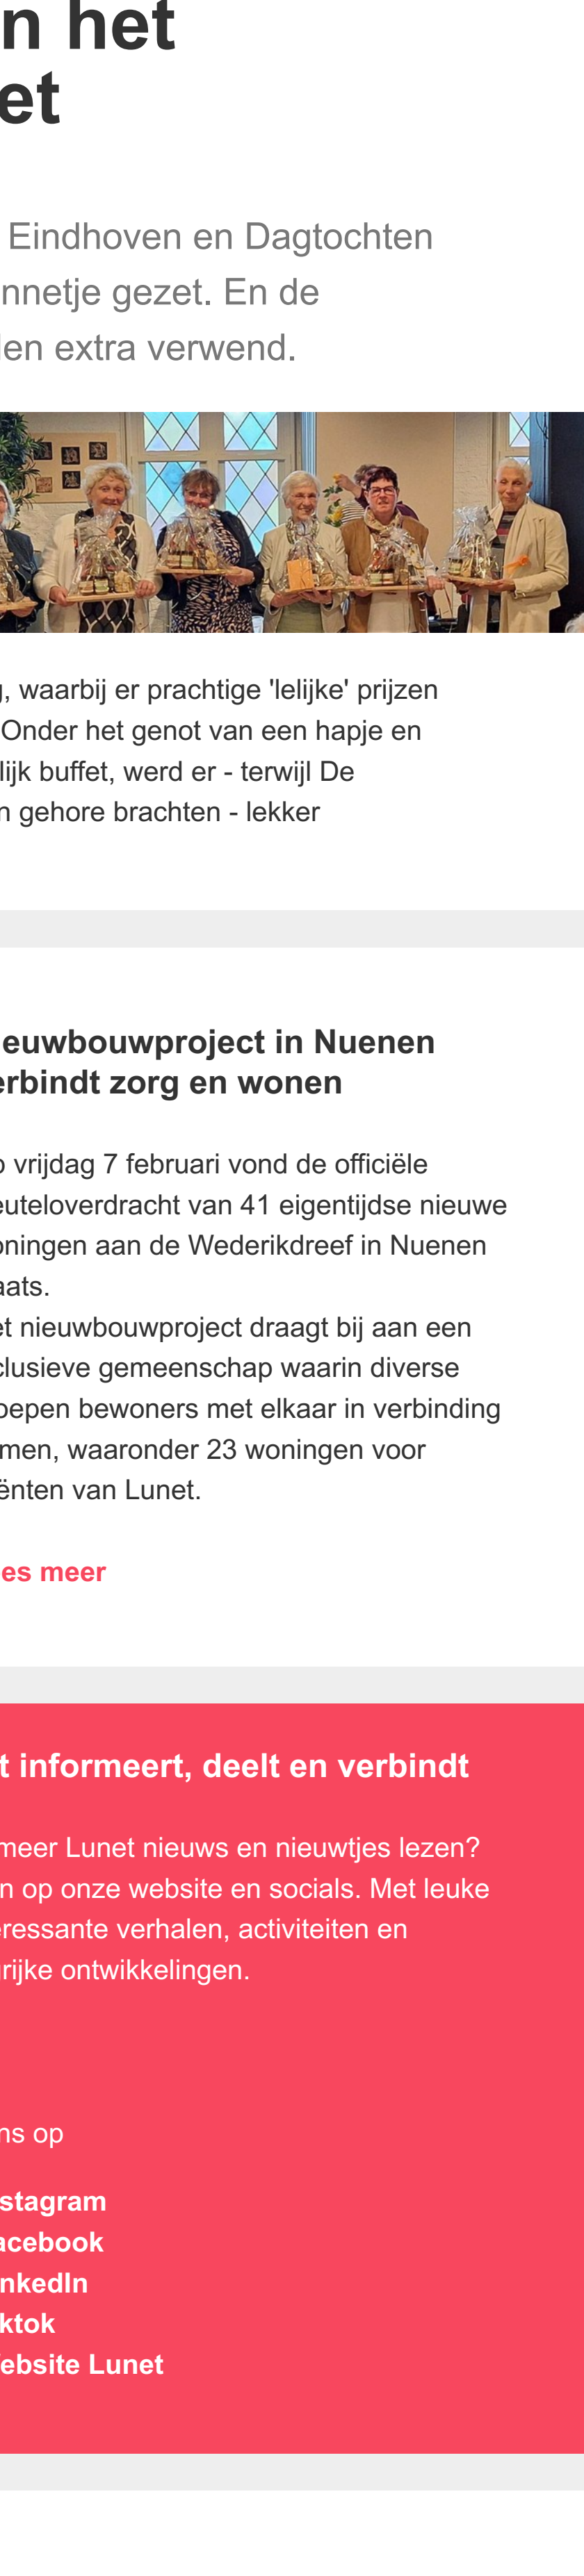 n het
et
Eindhoven en Dagtochten
nnetje gezet. En de
len extra verwend.
g, waarbij er prachtige 'lelijke' prijzen
Onder het genot van een hapje en
lijk buffet, werd er - terwijl De
n gehore brachten - lekker
ieuwbouwproject in Nuenen
erbindt zorg en wonen
p vrijdag 7 februari vond de officiële
euteloverdracht van 41 eigentijdse nieuwe
oningen aan de Wederikdreef in Nuenen
aats.
et nieuwbouwproject draagt bij aan een
clusieve gemeenschap waarin diverse
oepen bewoners met elkaar in verbinding
men, waaronder 23 woningen voor
ënten van Lunet.
es meer
t informeert, deelt en verbindt
meer Lunet nieuws en nieuwtjes lezen?
n op onze website en socials. Met leuke
eressante verhalen, activiteiten en
grijke ontwikkelingen.
ns op
stagram
acebook
inkedIn
iktok
ebsite Lunet